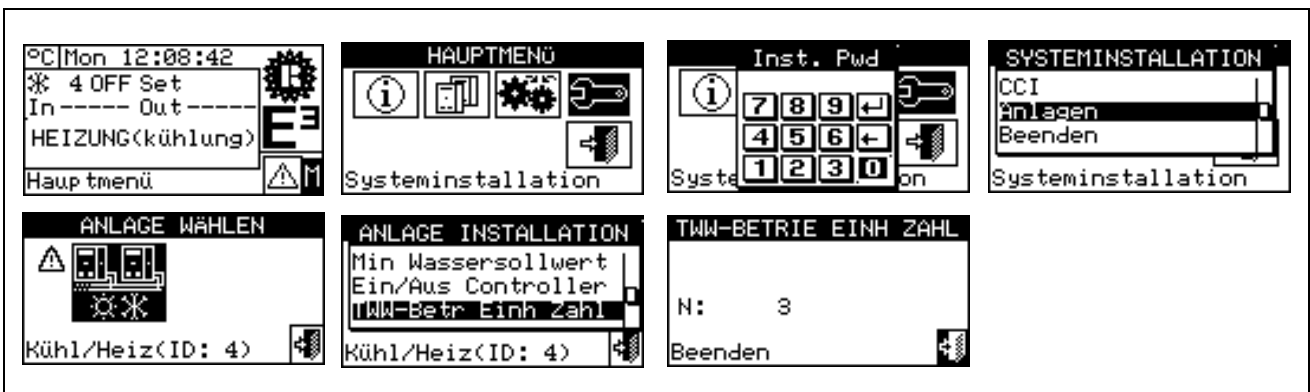 °C|Mon 12:08:42
4 OFF Set
In ----- Out -----
HEIZUNG(kühlung)
E3
Haup tmenü
M
HAUPTMENÜ
Systeminstallation
Inst. Pwd
7 8 9
4 5 6
1 2 3 0
Syste
on
SYSTEMINSTALLATION
CCI
Anlagen
Beenden
Systeminstallation
ANLAGE WÄHLEN
Kühl/Heiz(ID: 4)
ANLAGE INSTALLATION
Min Wassersollwert
Ein/Aus Controller
TWW-Betr Einh Zahl
Kühl/Heiz(ID: 4)
TWW-BETRIE EINH ZAHL
N: 3
Beenden